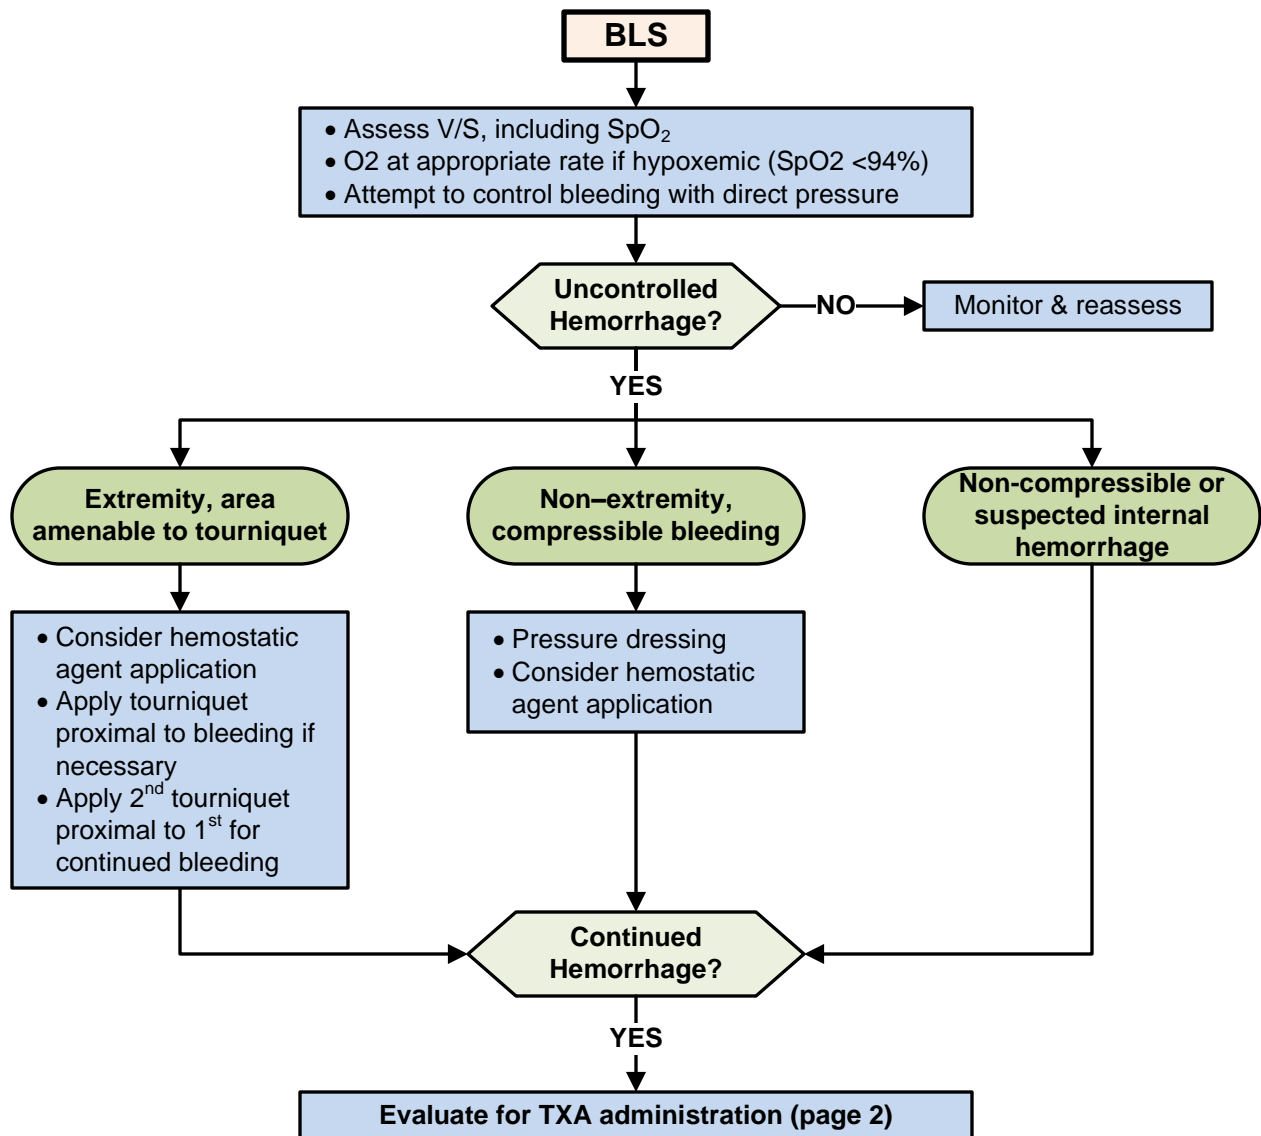 BLS
• Assess V/S, including SpO₂
• O2 at appropriate rate if hypoxemic (SpO2 <94%)
• Attempt to control bleeding with direct pressure
Uncontrolled
Hemorrhage?
NO
Monitor & reassess
YES
Extremity, area
amenable to tourniquet
Non–extremity,
compressible bleeding
Non-compressible or
suspected internal
hemorrhage
• Consider hemostatic
agent application
• Apply tourniquet
proximal to bleeding if
necessary
• Apply 2nd tourniquet
proximal to 1st for
continued bleeding
• Pressure dressing
• Consider hemostatic
agent application
Continued
Hemorrhage?
YES
Evaluate for TXA administration (page 2)